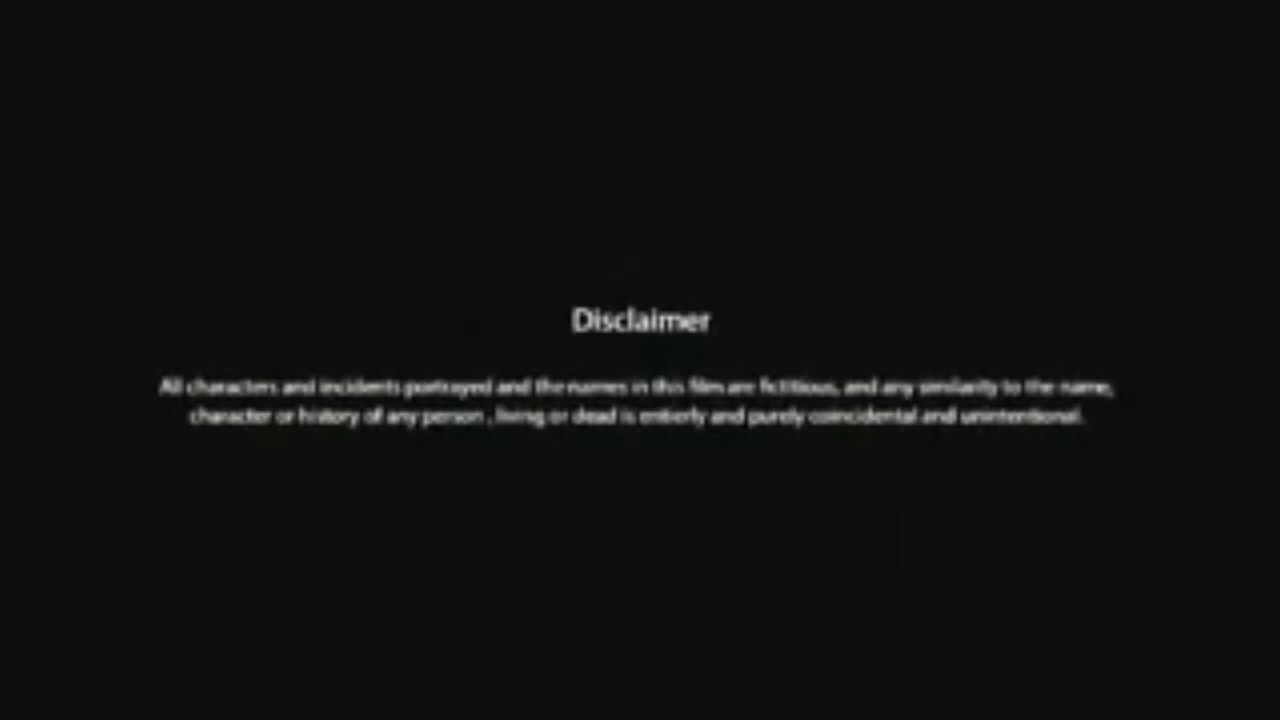 Disclaimer
All characters and incidents portrayed and the names in this film are fictitious, and any similarity to the name,
character or history of any person , living or dead is entierly and purely coincidental and unintentional.